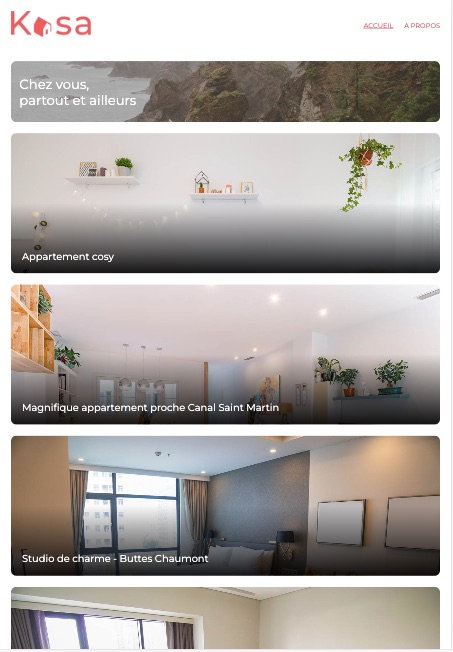 Kasa
ACCUEIL A PROPOS
Chez vous,
partout et ailleurs
Appartement cosy
Magnifique appartement proche Canal Saint Martin
Studio de charme - Buttes Chaumont